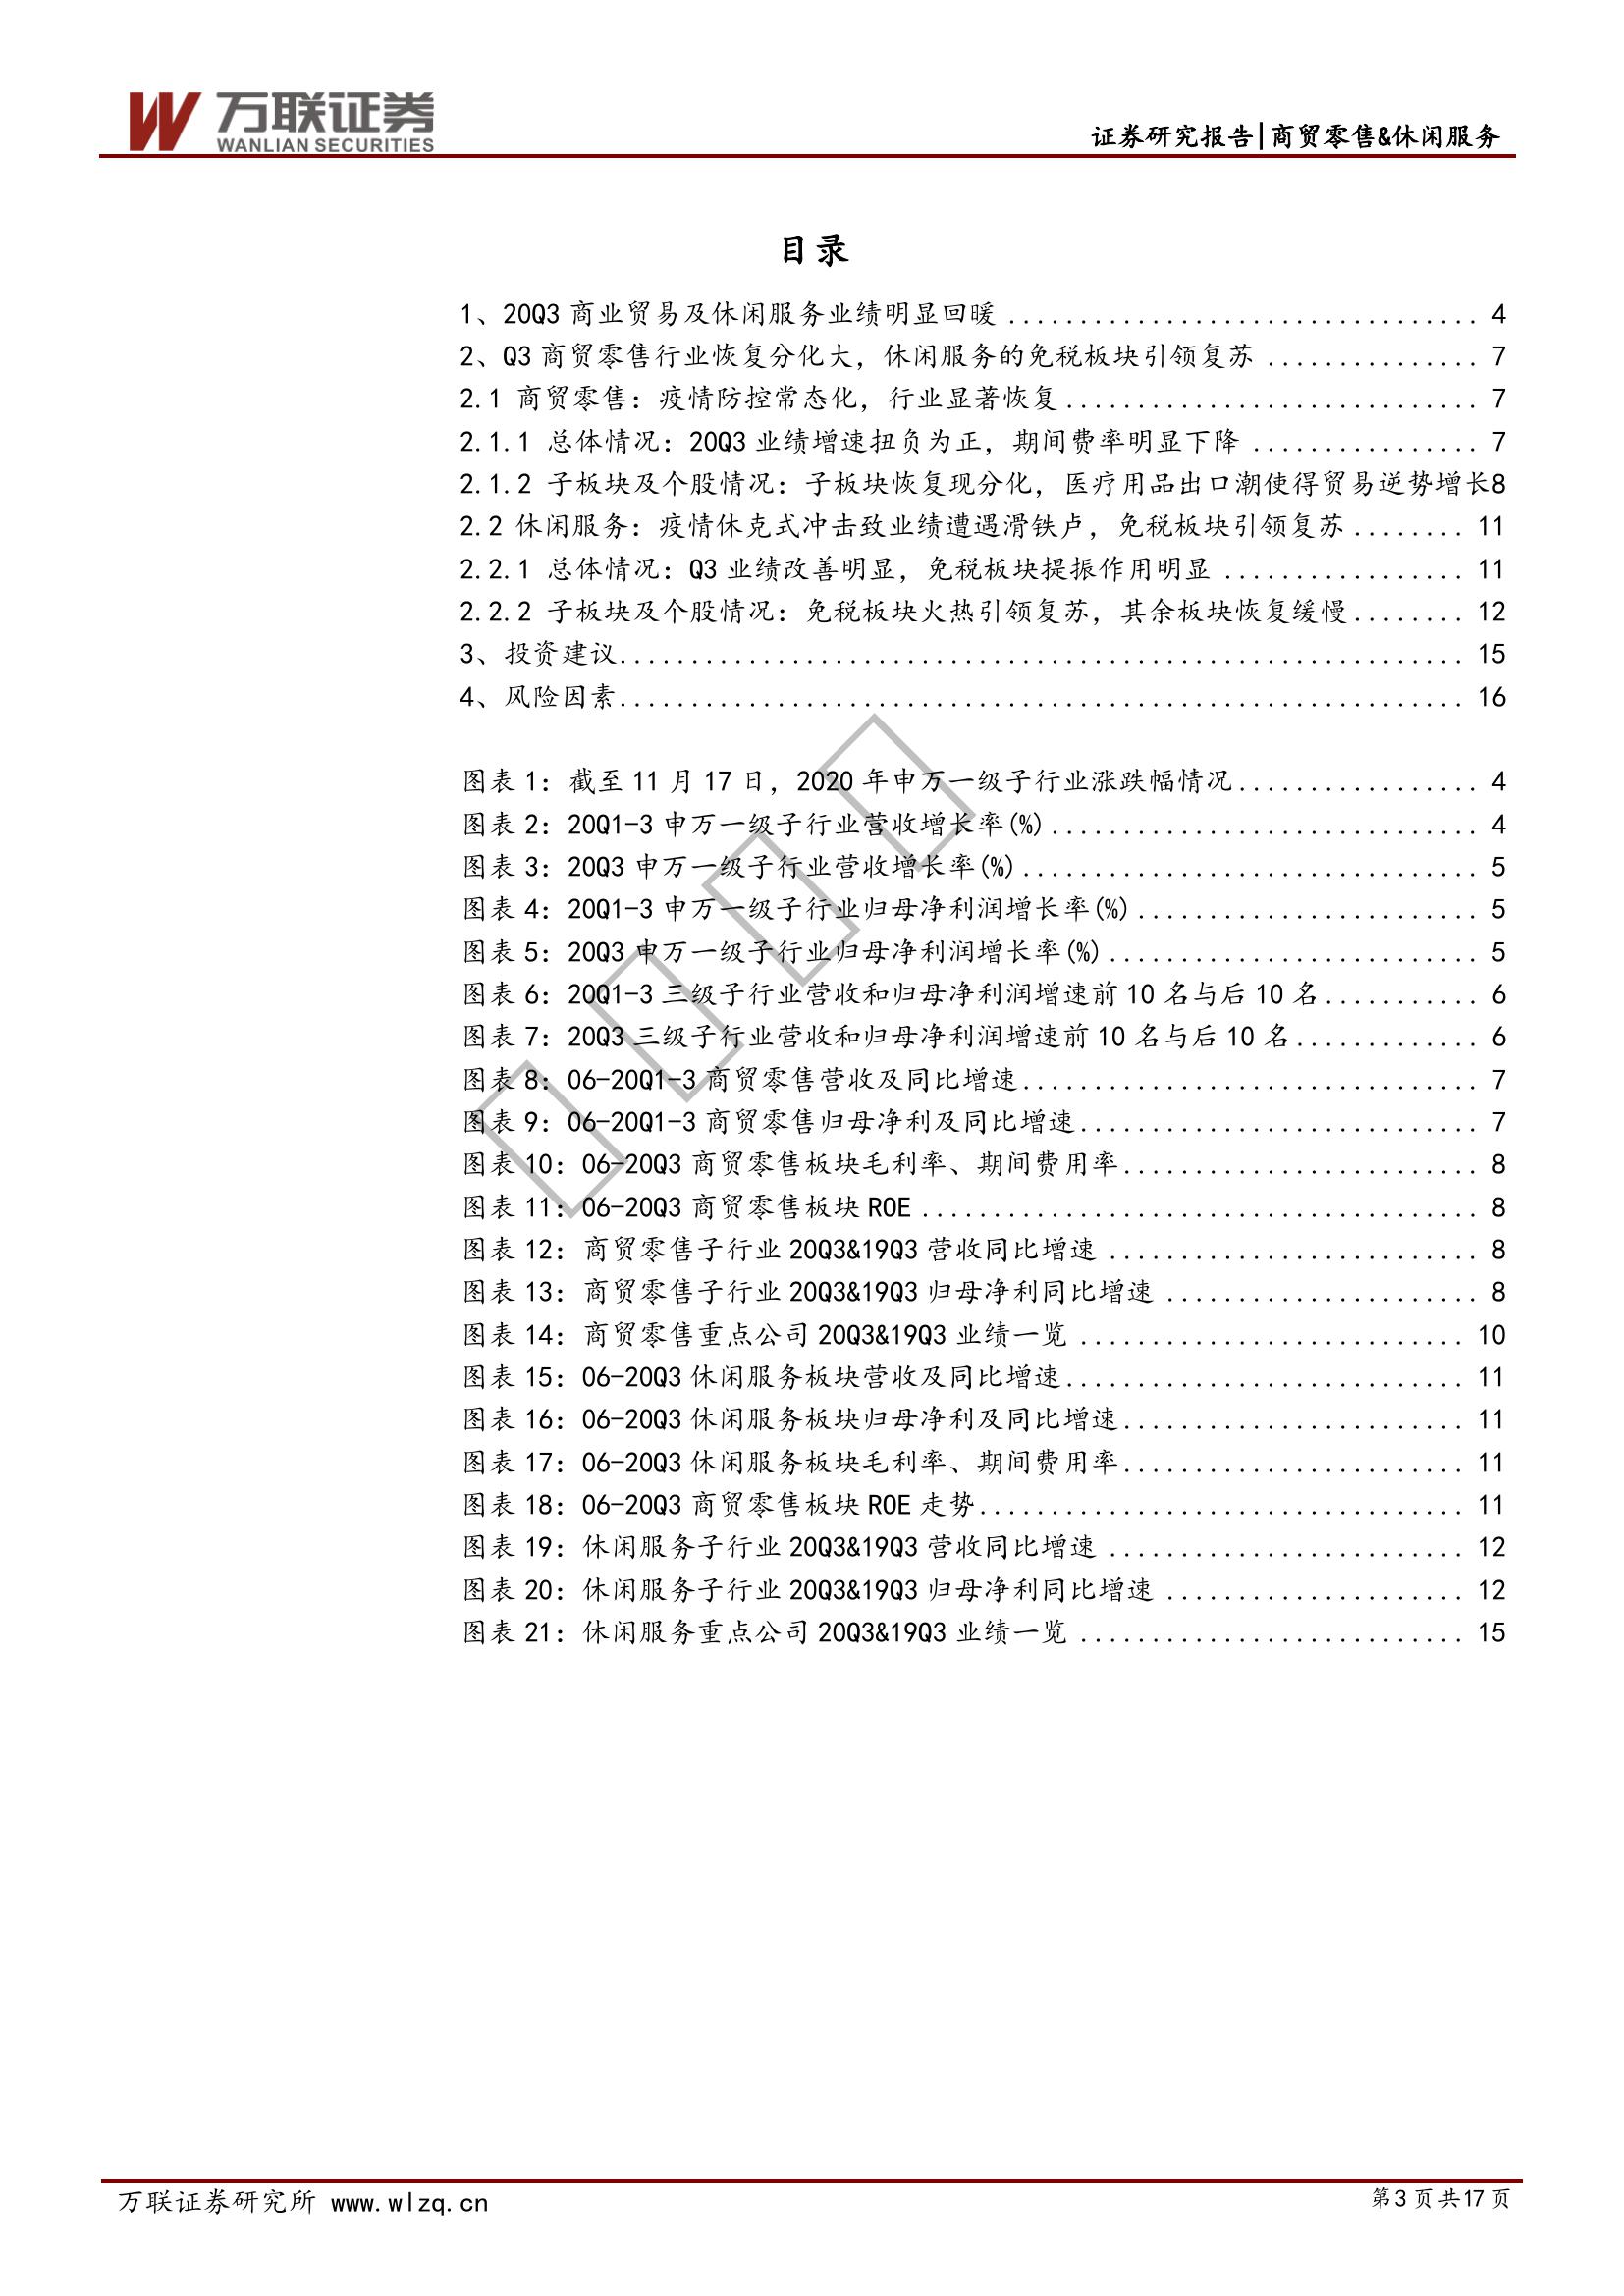 万联证券
WANLIAN SECURITIES
证券研究报告|商贸零售&休闲服务
目录
1、20Q3 商业贸易及休闲服务业绩明显回暖 ................................. 4
2、Q3 商贸零售行业恢复分化大，休闲服务的免税板块引领复苏 ............... 7
2.1 商贸零售：疫情防控常态化，行业显著恢复............................. 7
2.1.1 总体情况：20Q3 业绩增速扭负为正，期间费率明显下降 ................ 7
2.1.2 子板块及个股情况：子板块恢复现分化，医疗用品出口潮使得贸易逆势增长8
2.2 休闲服务：疫情休克式冲击致业绩遭遇滑铁卢，免税板块引领复苏........ 11
2.2.1 总体情况：Q3 业绩改善明显，免税板块提振作用明显 ................. 11
2.2.2 子板块及个股情况：免税板块火热引领复苏，其余板块恢复缓慢........ 12
3、投资建议........................................................... 15
4、风险因素........................................................... 16
图表 1：截至 11 月 17 日，2020 年申万一级子行业涨跌幅情况................. 4
图表 2：20Q1-3 申万一级子行业营收增长率(%).............................. 4
图表 3：20Q3 申万一级子行业营收增长率(%)................................ 5
图表 4：20Q1-3 申万一级子行业归母净利润增长率(%)........................ 5
图表 5：20Q3 申万一级子行业归母净利润增长率(%).......................... 5
图表 6：20Q1-3 三级子行业营收和归母净利润增速前 10 名与后 10 名........... 6
图表 7：20Q3 三级子行业营收和归母净利润增速前 10 名与后 10 名............. 6
图表 8：06-20Q1-3 商贸零售营收及同比增速................................ 7
图表 9：06-20Q1-3 商贸零售归母净利及同比增速............................ 7
图表 10：06-20Q3 商贸零售板块毛利率、期间费用率......................... 8
图表 11：06-20Q3 商贸零售板块 ROE ....................................... 8
图表 12：商贸零售子行业 20Q3&19Q3 营收同比增速 .......................... 8
图表 13：商贸零售子行业 20Q3&19Q3 归母净利同比增速 ...................... 8
图表 14：商贸零售重点公司 20Q3&19Q3 业绩一览 ........................... 10
图表 15：06-20Q3 休闲服务板块营收及同比增速............................ 11
图表 16：06-20Q3 休闲服务板块归母净利及同比增速........................ 11
图表 17：06-20Q3 休闲服务板块毛利率、期间费用率........................ 11
图表 18：06-20Q3 商贸零售板块 ROE 走势.................................. 11
图表 19：休闲服务子行业 20Q3&19Q3 营收同比增速 ......................... 12
图表 20：休闲服务子行业 20Q3&19Q3 归母净利同比增速 ..................... 12
图表 21：休闲服务重点公司 20Q3&19Q3 业绩一览 ........................... 15
万联证券研究所 www.wlzq.cn
第3 页 共17 页